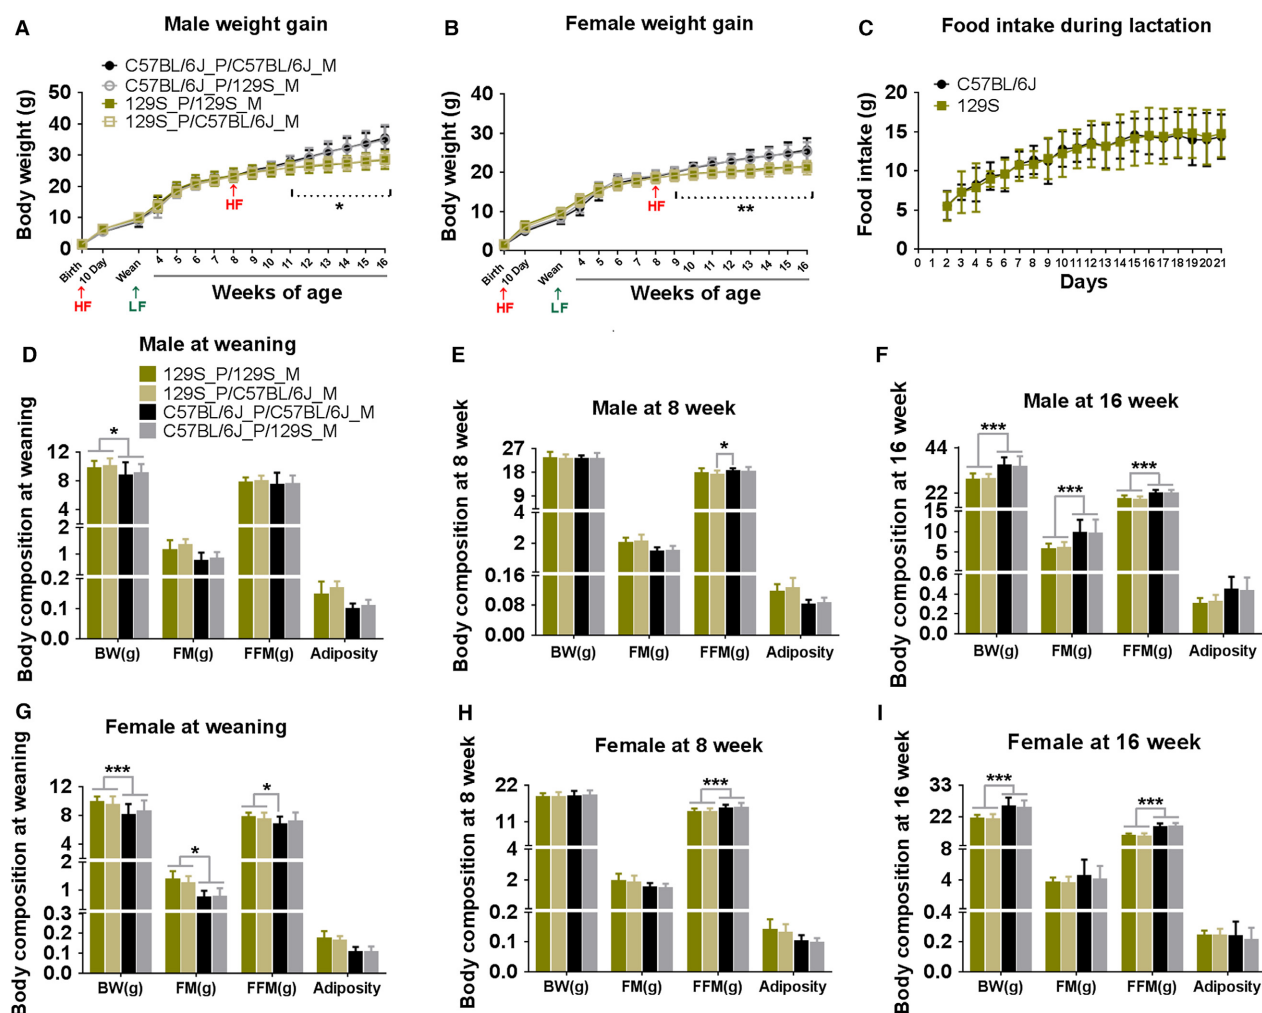 A
Male weight gain
C57BL/6J_P/C57BL/6J_M
C57BL/6J_P/129S_M
129S_P/129S_M
129S_P/C57BL/6J_M
Body weight (g)
50
40
30
20
10
0
HF
*
Birth
10 Day
Wean
4
5
6
7
8
9
10
11
12
13
14
15
16
HF
LF
Weeks of age
B
Female weight gain
Body weight (g)
40
30
20
10
0
HF
**
Birth
10 Day
Wean
4
5
6
7
8
9
10
11
12
13
14
15
16
HF
LF
Weeks of age
C
Food intake during lactation
C57BL/6J
129S
Food intake (g)
20
15
10
5
0
0 1 2 3 4 5 6 7 8 9 10 11 12 13 14 15 16 17 18 19 20 21
Days
D
Male at weaning
129S_P/129S_M
129S_P/C57BL/6J_M
C57BL/6J_P/C57BL/6J_M
C57BL/6J_P/129S_M
Body composition at weaning
12
8
4
2
1
0.2
0.1
0.0
*
BW(g) FM(g) FFM(g) Adiposity
E
Male at 8 week
Body composition at 8 week
27
18
9
4
2
0.16
0.08
0.00
*
BW(g) FM(g) FFM(g) Adiposity
F
Male at 16 week
Body composition at 16 week
44
22
15
10
5
0.6
0.4
0.2
0.0
***
***
***
BW(g) FM(g) FFM(g) Adiposity
G
Female at weaning
Body composition at weaning
12
8
4
2
1
0.3
0.2
0.1
0.0
***
*
*
BW(g) FM(g) FFM(g) Adiposity
H
Female at 8 week
Body composition at 8 week
22
11
4
2
0.2
0.1
0.0
***
BW(g) FM(g) FFM(g) Adiposity
I
Female at 16 week
Body composition at 16 week
33
22
8
4
0.4
0.2
0.0
***
***
BW(g) FM(g) FFM(g) Adiposity